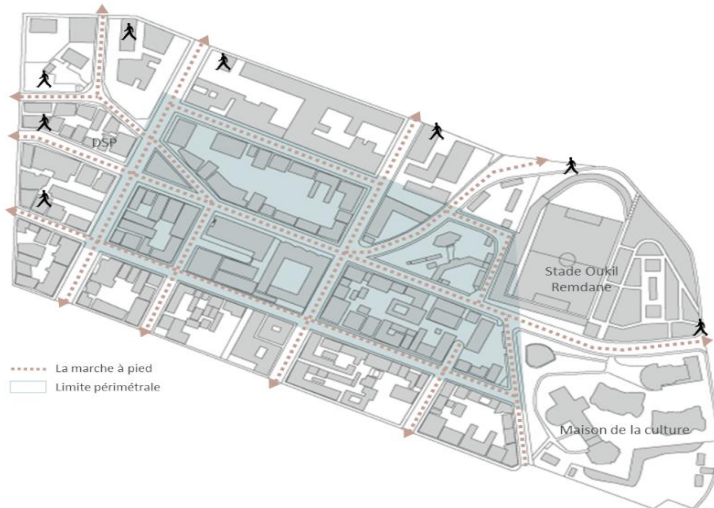 DSP
Stade Oukil
Remdane
La marche à pied
Limite périmétrale
Maison de la culture